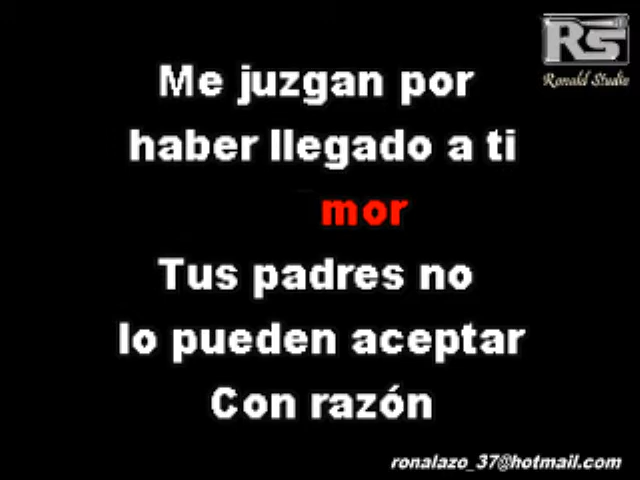 RS
Ronald Studio
Me juzgan por
haber llegado a ti
mor
Tus padres no
lo pueden aceptar
Con razón
ronalazo_37@hotmail.com